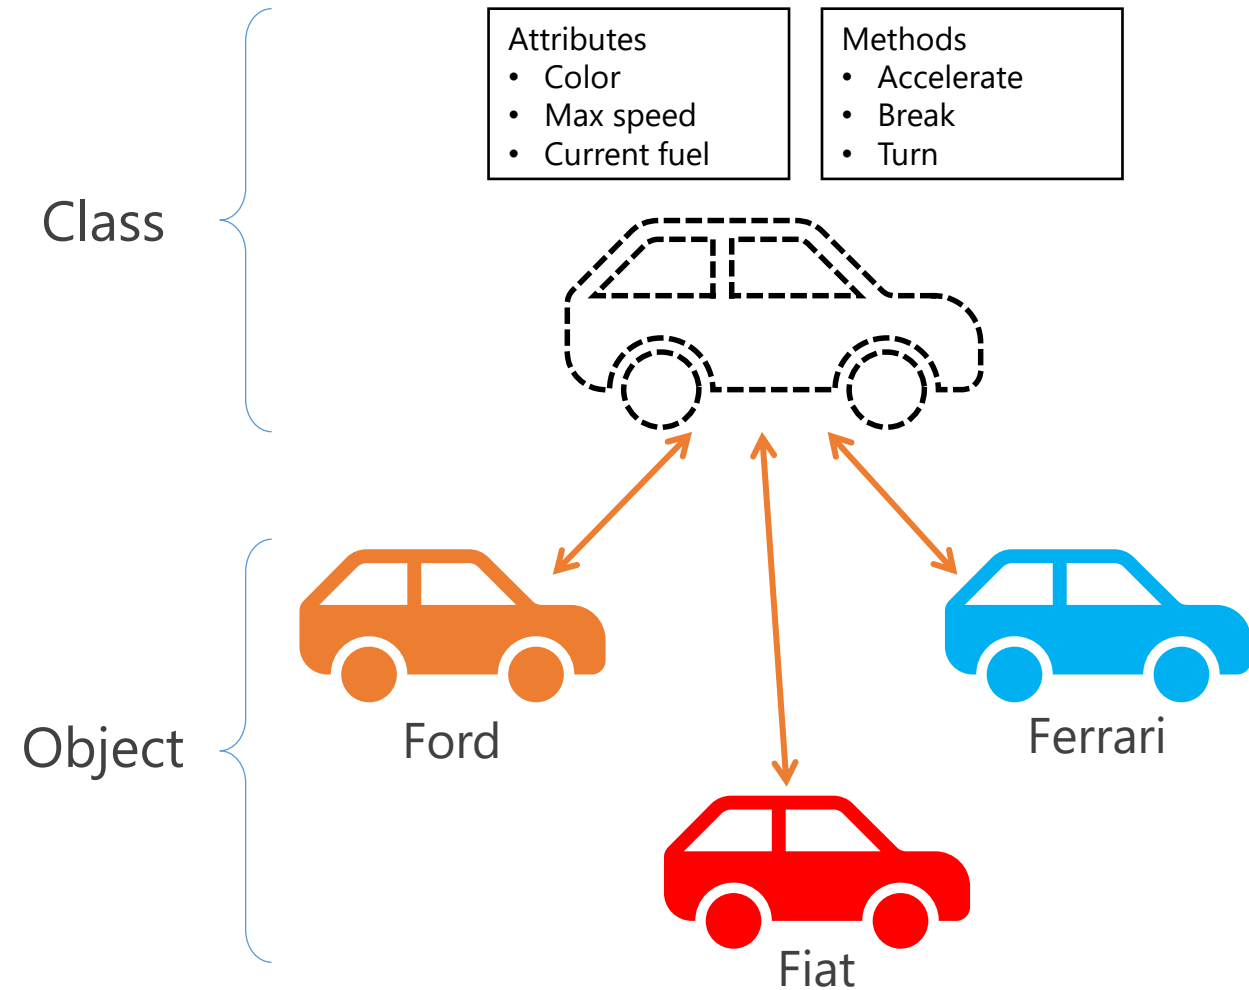 Attributes
• Color
• Max speed
• Current fuel
Methods
• Accelerate
• Break
• Turn
Class
Object
Ford
Ferrari
Fiat